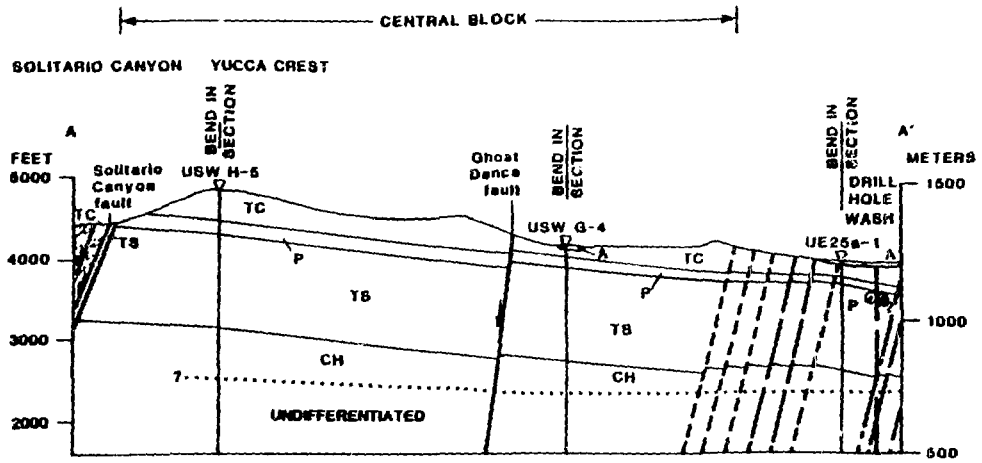 CENTRAL BLOCK
SOLITARIO CANYON YUCCA CREST
BEND IN
SECTION
BEND IN
SECTION
BEND IN
SECTION
A
A'
FEET
METERS
Solitario
Canyon
fault
USW H-5
Ghost
Dance
fault
USW G-4
DRILL
HOLE
WASH
UE25a-1
5000
4000
3000
2000
1500
1000
500
TC
TS
TC
P
TS
CH
A
TC
P
TS
CH
A
P
?
UNDIFFERENTIATED